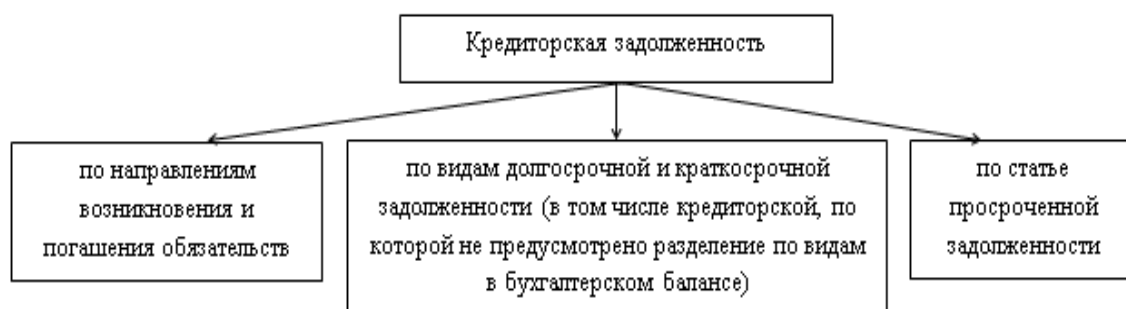 Кредиторская задолженность
по направлениям
возникновения и
погашения обязательств
по видам долгосрочной и краткосрочной
задолженности (в том числе кредиторской, по
которой не предусмотрено разделение по видам
в бухгалтерском балансе)
по статье
просроченной
задолженности